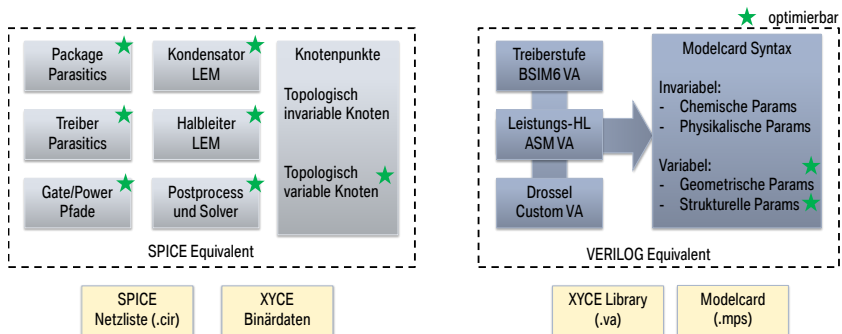 optimierbar
Package
Parasitics
Kondensator
LEM
Knotenpunkte
Topologisch
invariable Knoten
Topologisch
variable Knoten
Treiber
Parasitics
Halbleiter
LEM
Gate/Power
Pfade
Postprocess
und Solver
SPICE Equivalent
Treiberstufe
BSIM6 VA
Leistungs-HL
ASM VA
Drossel
Custom VA
Modelcard Syntax
Invariabel:
- Chemische Params
- Physikalische Params
Variabel:
- Geometrische Params
- Strukturelle Params
VERILOG Equivalent
SPICE
Netzliste (.cir)
XYCE
Binärdaten
XYCE Library
(.va)
Modelcard
(.mps)